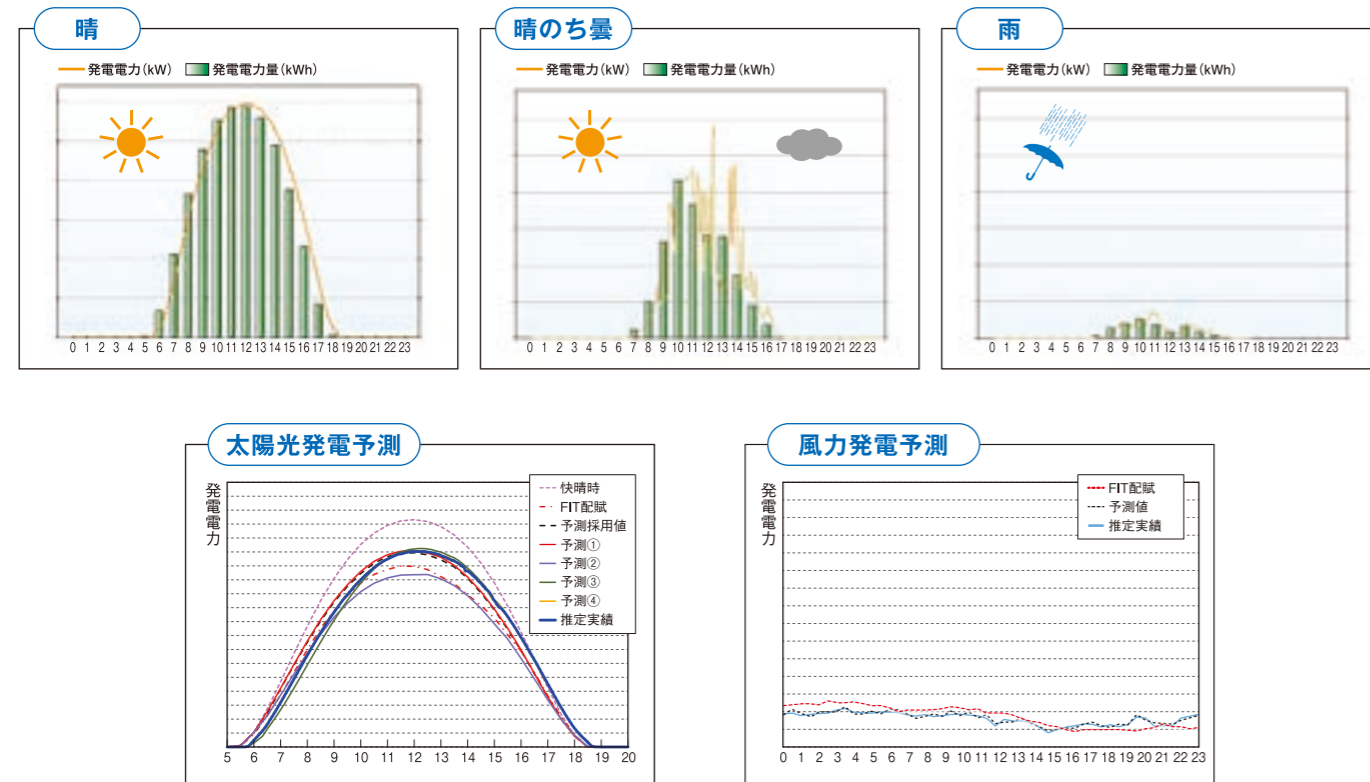 晴
発電電力(kW) 発電電力量(kWh)
0 1 2 3 4 5 6 7 8 9 10 11 12 13 14 15 16 17 18 19 20 21 22 23
晴のち曇
発電電力(kW) 発電電力量(kWh)
0 1 2 3 4 5 6 7 8 9 10 11 12 13 14 15 16 17 18 19 20 21 22 23
雨
発電電力(kW) 発電電力量(kWh)
0 1 2 3 4 5 6 7 8 9 10 11 12 13 14 15 16 17 18 19 20 21 22 23
太陽光発電予測
発電電力
快晴時
FIT配賦
予測採用値
予測①
予測②
予測③
予測④
推定実績
5 6 7 8 9 10 11 12 13 14 15 16 17 18 19 20
風力発電予測
発電電力
FIT配賦
予測値
推定実績
0 1 2 3 4 5 6 7 8 9 10 11 12 13 14 15 16 17 18 19 20 21 22 23